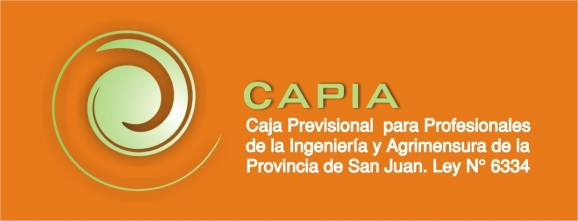 CAPIA
Caja Previsional para Profesionales
de la Ingeniería y Agrimensura de la
Provincia de San Juan. Ley N° 6334